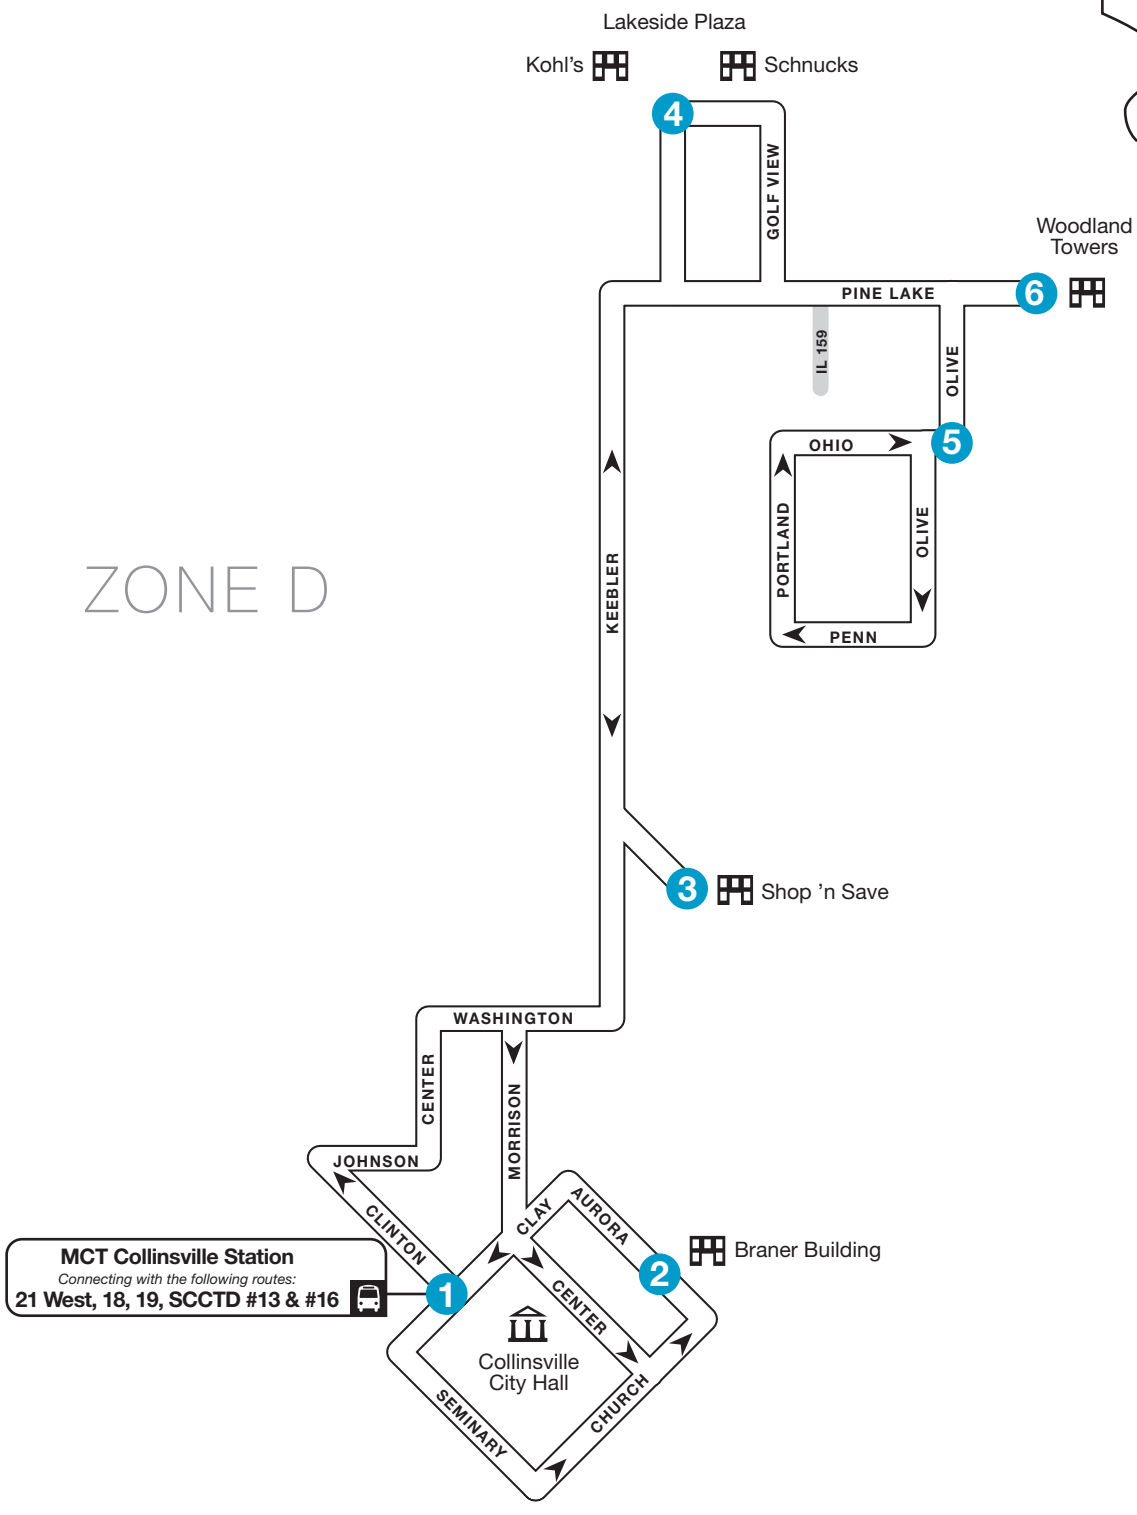 Lakeside Plaza
Kohl's
Schnucks
4
GOLF VIEW
Woodland
Towers
PINE LAKE
6
IL 159
OLIVE
OHIO
5
PORTLAND
OLIVE
PENN
KEEBLER
ZONE D
3
Shop ’n Save
WASHINGTON
CENTER
MORRISON
JOHNSON
CLINTON
CLAY
AURORA
MCT Collinsville Station
Connecting with the following routes:
21 West, 18, 19, SCCTD #13 & #16
1
2
Braner Building
CENTER
Collinsville
City Hall
SEMINARY
CHURCH